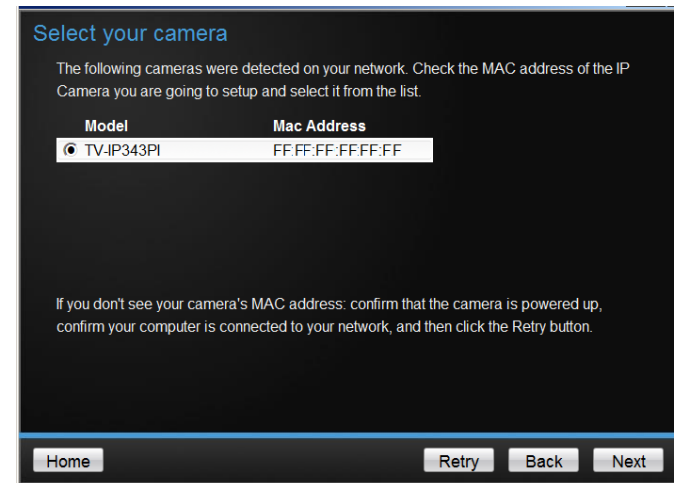 Select your camera
The following cameras were detected on your network. Check the MAC address of the IP
Camera you are going to setup and select it from the list.
Model Mac Address
TV-IP343PI FF:FF:FF:FF:FF:FF
If you don't see your camera's MAC address: confirm that the camera is powered up,
confirm your computer is connected to your network, and then click the Retry button.
Home Retry Back Next